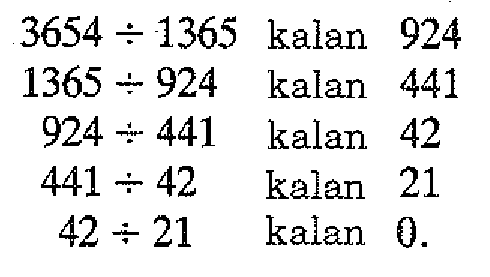 3654 ÷ 1365 kalan 924
1365 ÷ 924 kalan 441
924 ÷ 441 kalan 42
441 ÷ 42 kalan 21
42 ÷ 21 kalan 0.